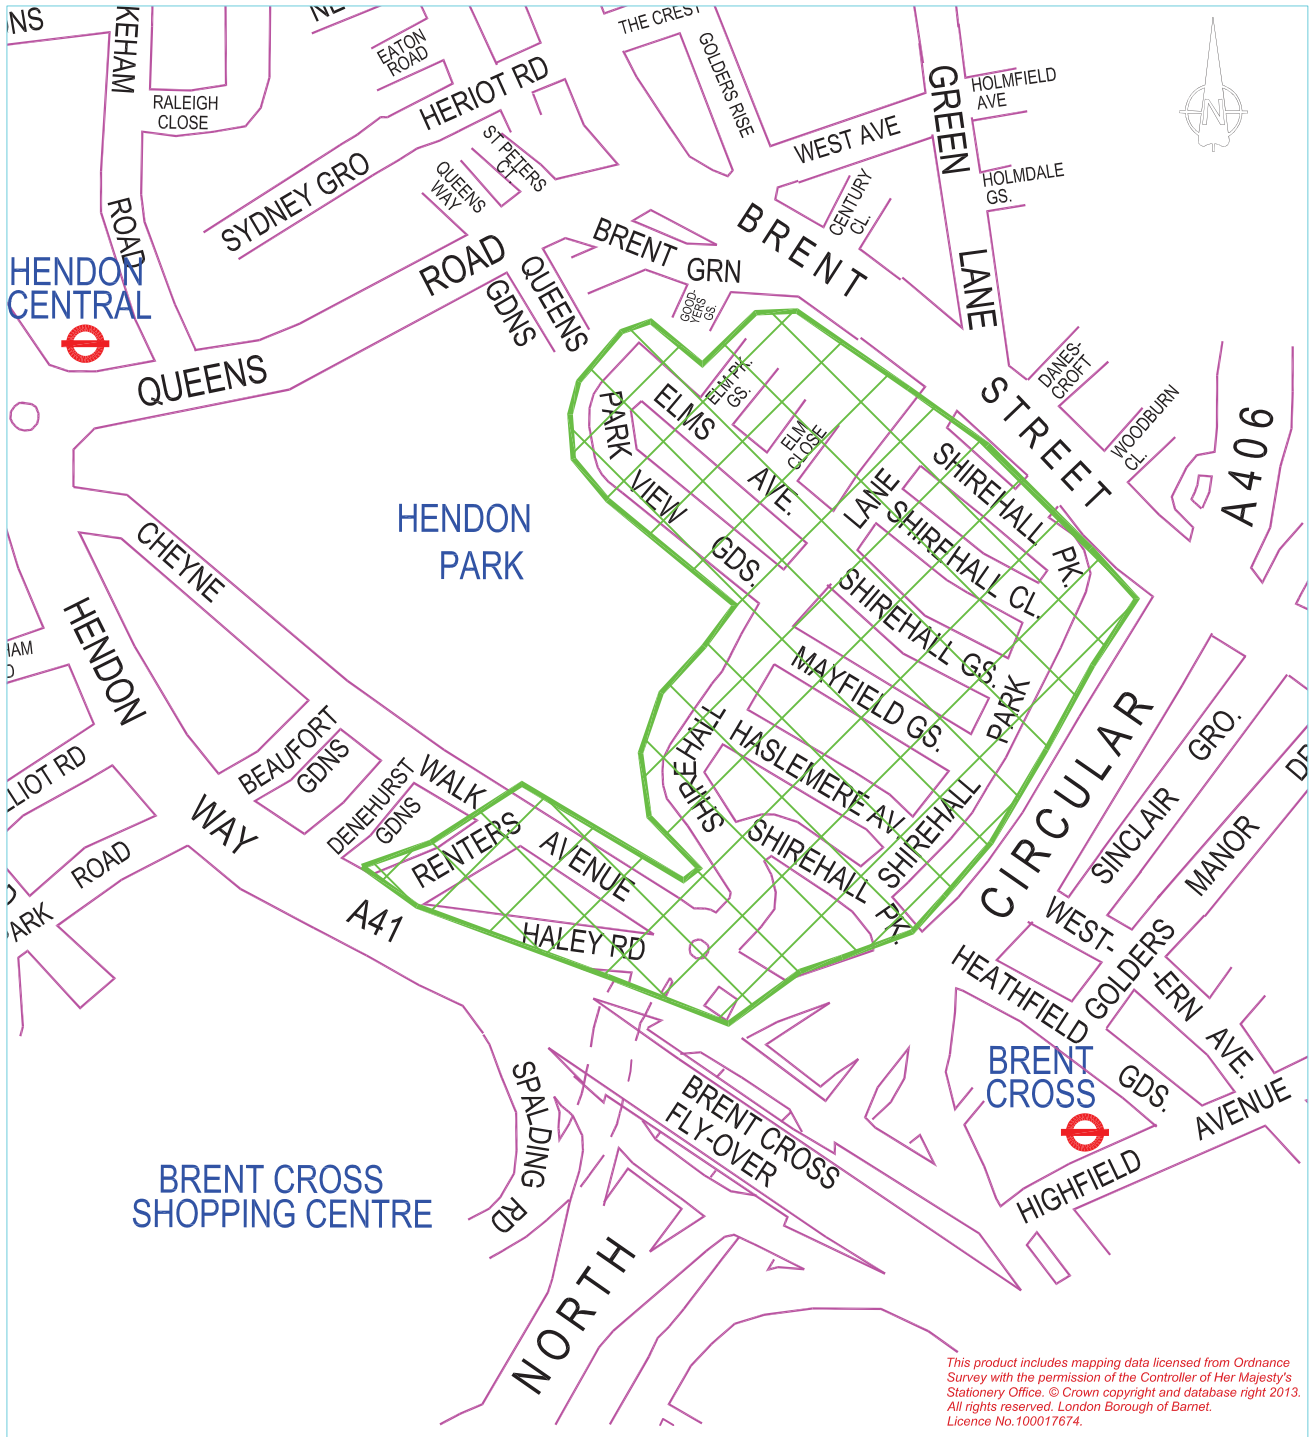 KEHAM
ROAD
RALEIGH
CLOSE
EATON
ROAD
HERIOT RD
SYDNEY GRO
ST PETERS
CT
QUEENS
WAY
THE CREST
GOLDERS RISE
GREEN
LANE
HOLMFIELD
AVE
WEST AVE
HOLMDALE
GS.
CENTURY
CL.
N
HENDON
CENTRAL
QUEENS
ROAD
QUEENS
GDNS
BRENT GRN
GOOD-
YERS
GS.
BRENT
STREET
DANES-
CROFT
WOODBURN
CL.
A406
PARK
VIEW
GDS.
ELMS
AVE.
ELM PK.
GS.
ELM
CLOSE
SHIREHALL
LANE
SHIREHALL PK.
SHIREHALL CL.
SHIREHALL GS.
MAYFIELD GS.
HASLEMERE AV.
SHIREHALL
PARK
SHIREHALL PK.
HENDON
PARK
CHEYNE
WALK
HENDON
WAY
BEAUFORT
GDNS
DENEHURST
GDNS
RENTERS
AVENUE
HALEY RD
A41
LLIOT RD
ROAD
PARK
NORTH
CIRCULAR
SINCLAIR GRO.
MANOR
GOLDERS
WEST-
-ERN AVE.
HEATHFIELD
GDS.
BRENT
CROSS
HIGHFIELD
AVENUE
SPALDING
RD
BRENT CROSS
FLY-OVER
BRENT CROSS
SHOPPING CENTRE
This product includes mapping data licensed from Ordnance
Survey with the permission of the Controller of Her Majesty's
Stationery Office. © Crown copyright and database right 2013.
All rights reserved. London Borough of Barnet.
Licence No.100017674.